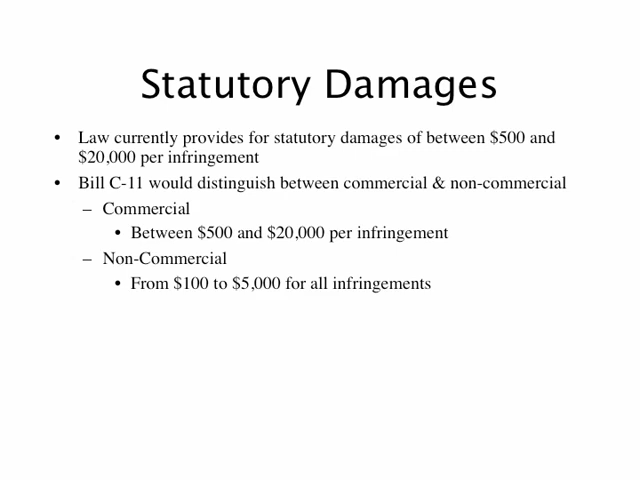 Statutory Damages
• Law currently provides for statutory damages of between $500 and
$20,000 per infringement
• Bill C-11 would distinguish between commercial & non-commercial
– Commercial
• Between $500 and $20,000 per infringement
– Non-Commercial
• From $100 to $5,000 for all infringements